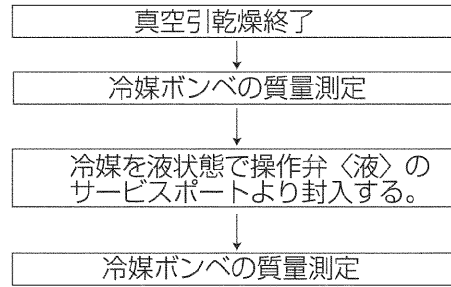 真空引乾燥終了
冷媒ボンベの質量測定
冷媒を液状態で操作弁〈液〉の
サービスポートより封入する。
冷媒ボンベの質量測定